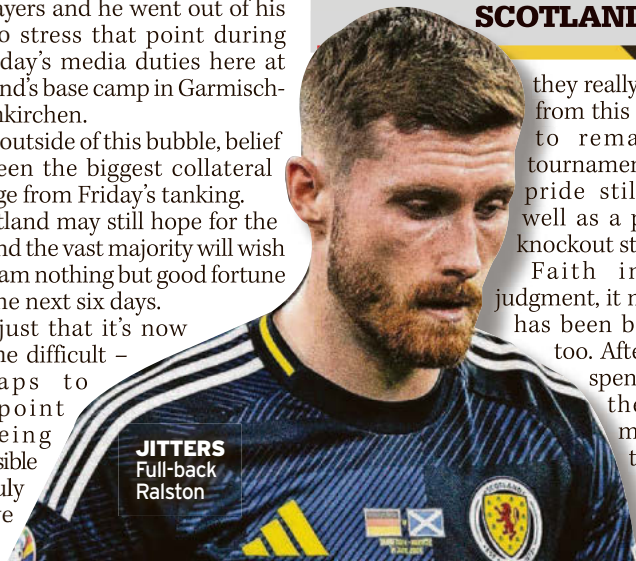 SCOTLAND
ayers and he went out of his
o stress that point during
day's media duties here at
nd's base camp in Garmisch-
nkirchen.
outside of this bubble, belief
een the biggest collateral
ge from Friday's tanking.
tland may still hope for the
nd the vast majority will wish
am nothing but good fortune
ne next six days.
just that it's now
ne difficult –
aps to
point
eing
sible
uly
ve
they really
from this
to rema
tournamen
pride stil
well as a p
knockout st
Faith in
judgment, it n
has been b
too. Afte
spen
the
m
t
JITTERS
Full-back
Ralston
SCOTLAND